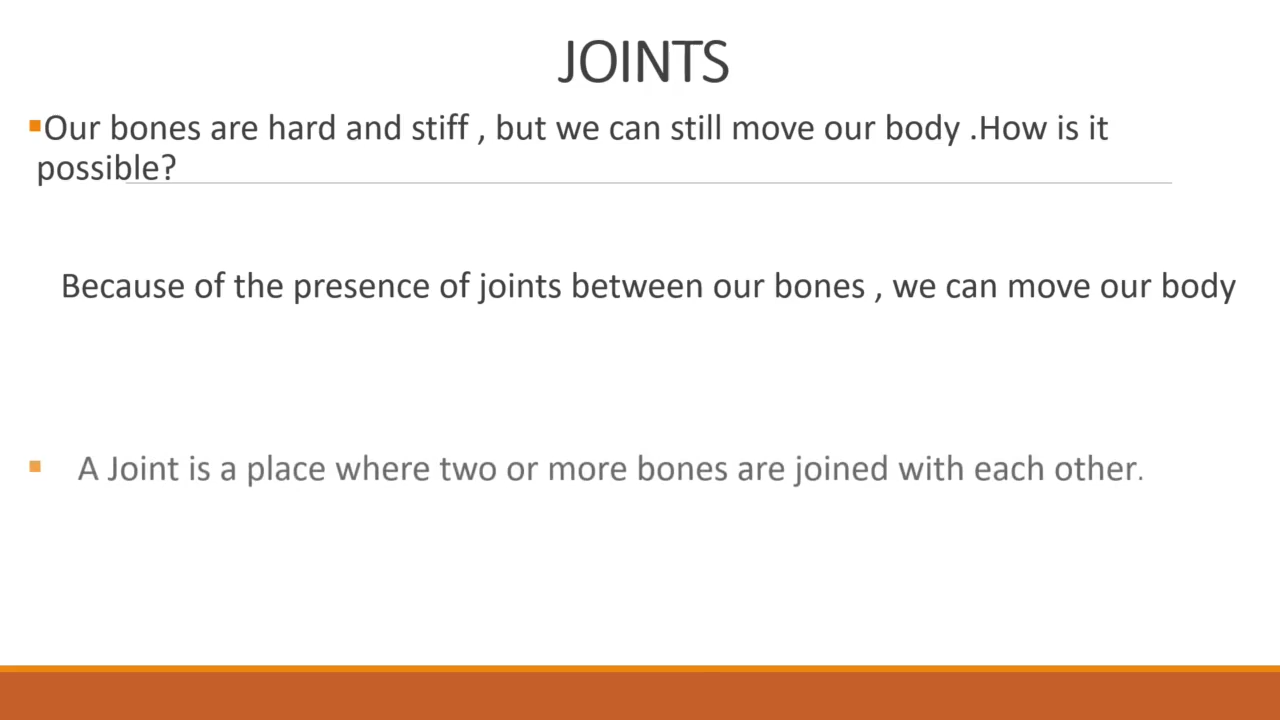 JOINTS
▪Our bones are hard and stiff , but we can still move our body .How is it
possible?
Because of the presence of joints between our bones , we can move our body
▪ A Joint is a place where two or more bones are joined with each other.